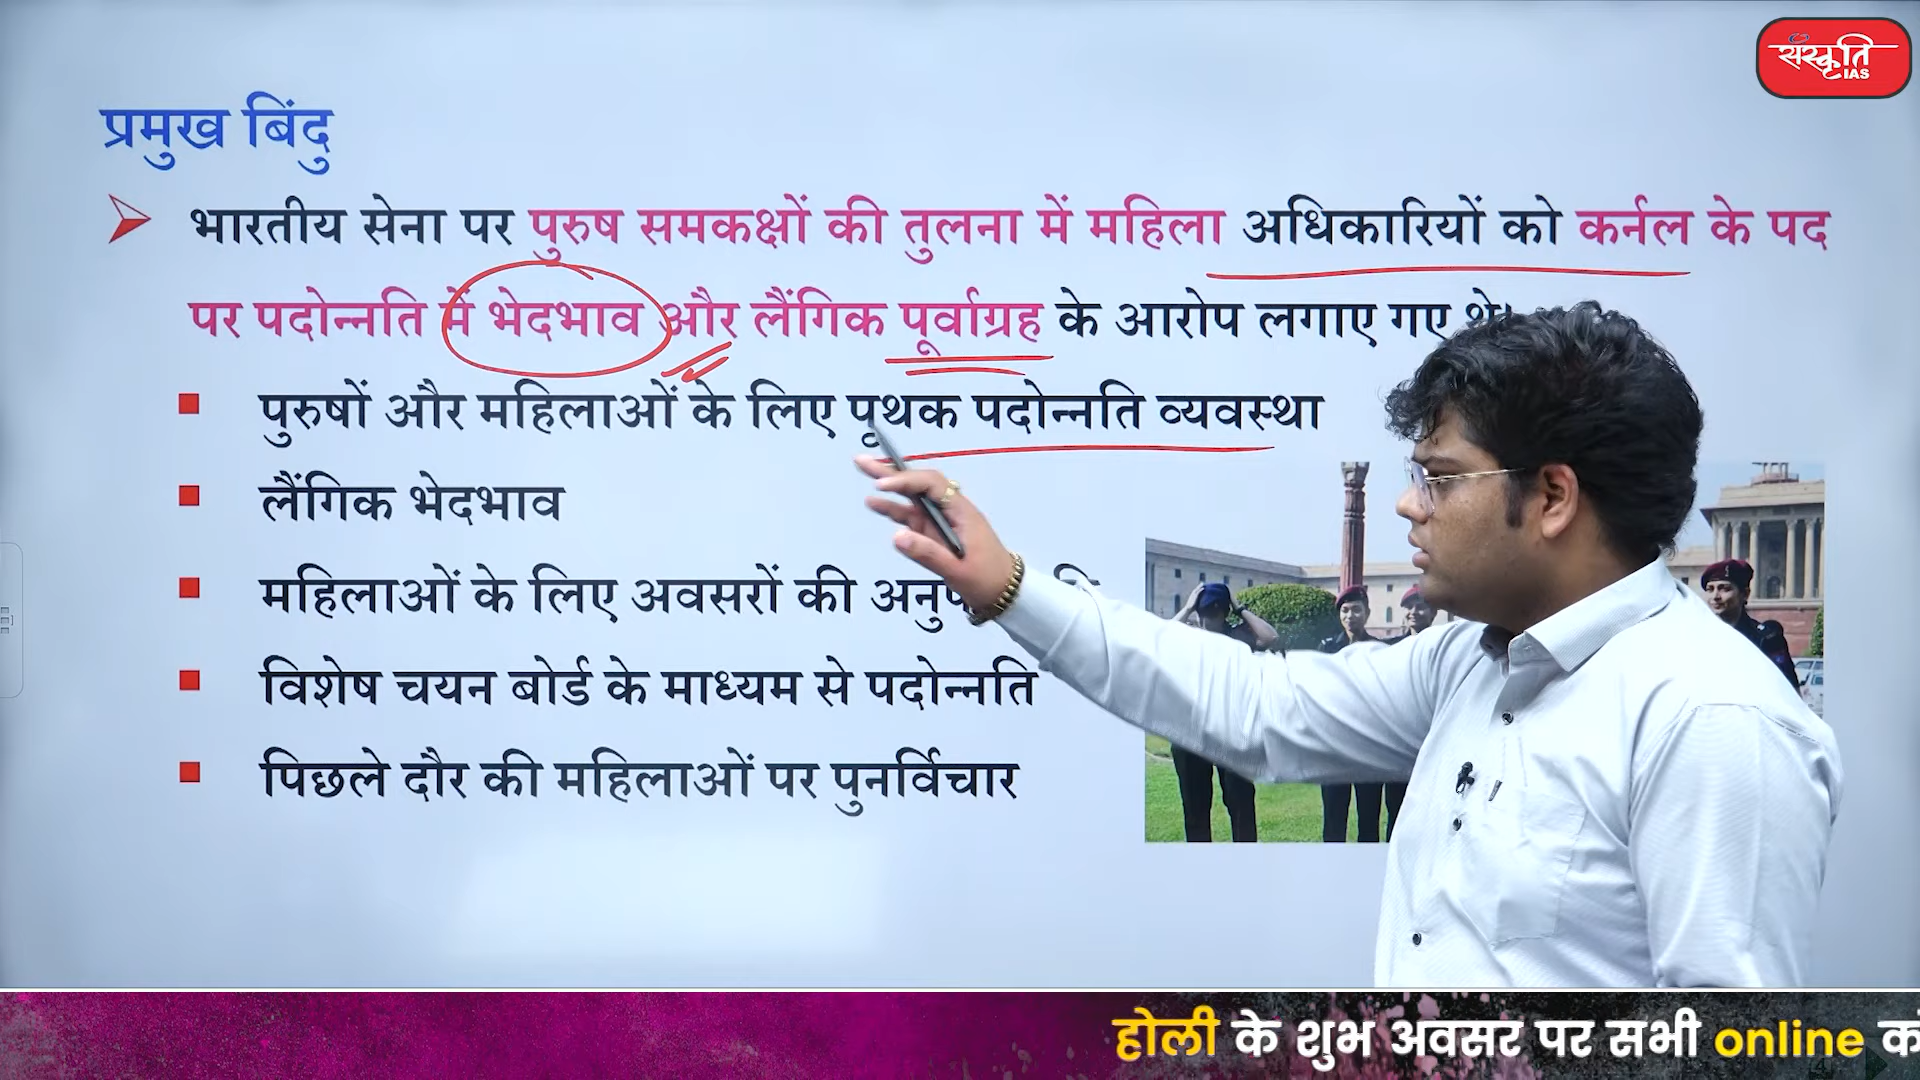 संस्कृति
IAS
प्रमुख बिंदु
भारतीय सेना पर पुरुष समकक्षों की तुलना में महिला अधिकारियों को कर्नल के पद
पर पदोन्नति में भेदभाव और लैंगिक पूर्वाग्रह के आरोप लगाए गए थे।
पुरुषों और महिलाओं के लिए पृथक पदोन्नति व्यवस्था
लैंगिक भेदभाव
महिलाओं के लिए अवसरों की
विशेष चयन बोर्ड के माध्यम से पदोन्नति
पिछले दौर की महिलाओं पर पुनर्विचार
होली के शुभ अवसर पर सभी online